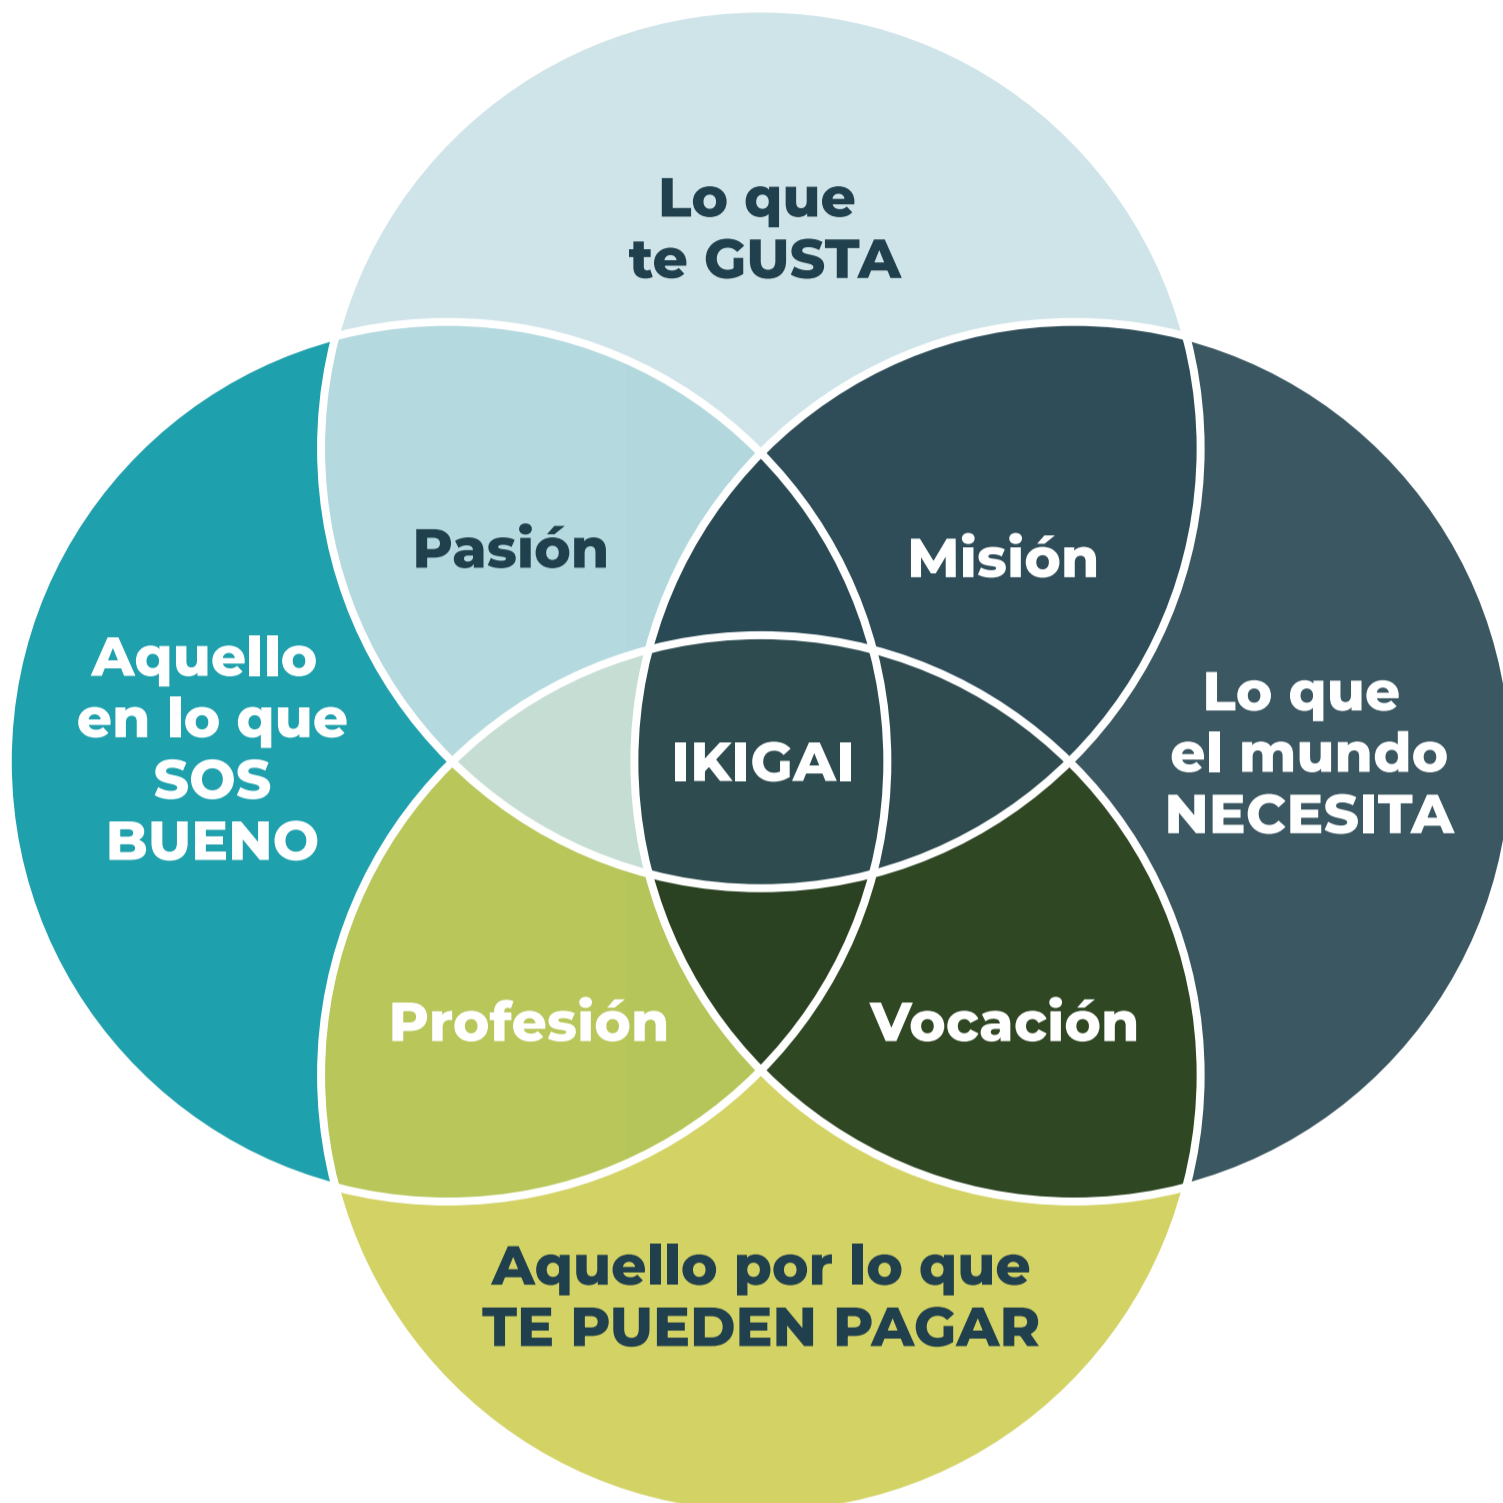 Lo que
te GUSTA
Pasión
Misión
Aquello
en lo que
SOS
BUENO
IKIGAI
Lo que
el mundo
NECESITA
Profesión
Vocación
Aquello por lo que
TE PUEDEN PAGAR